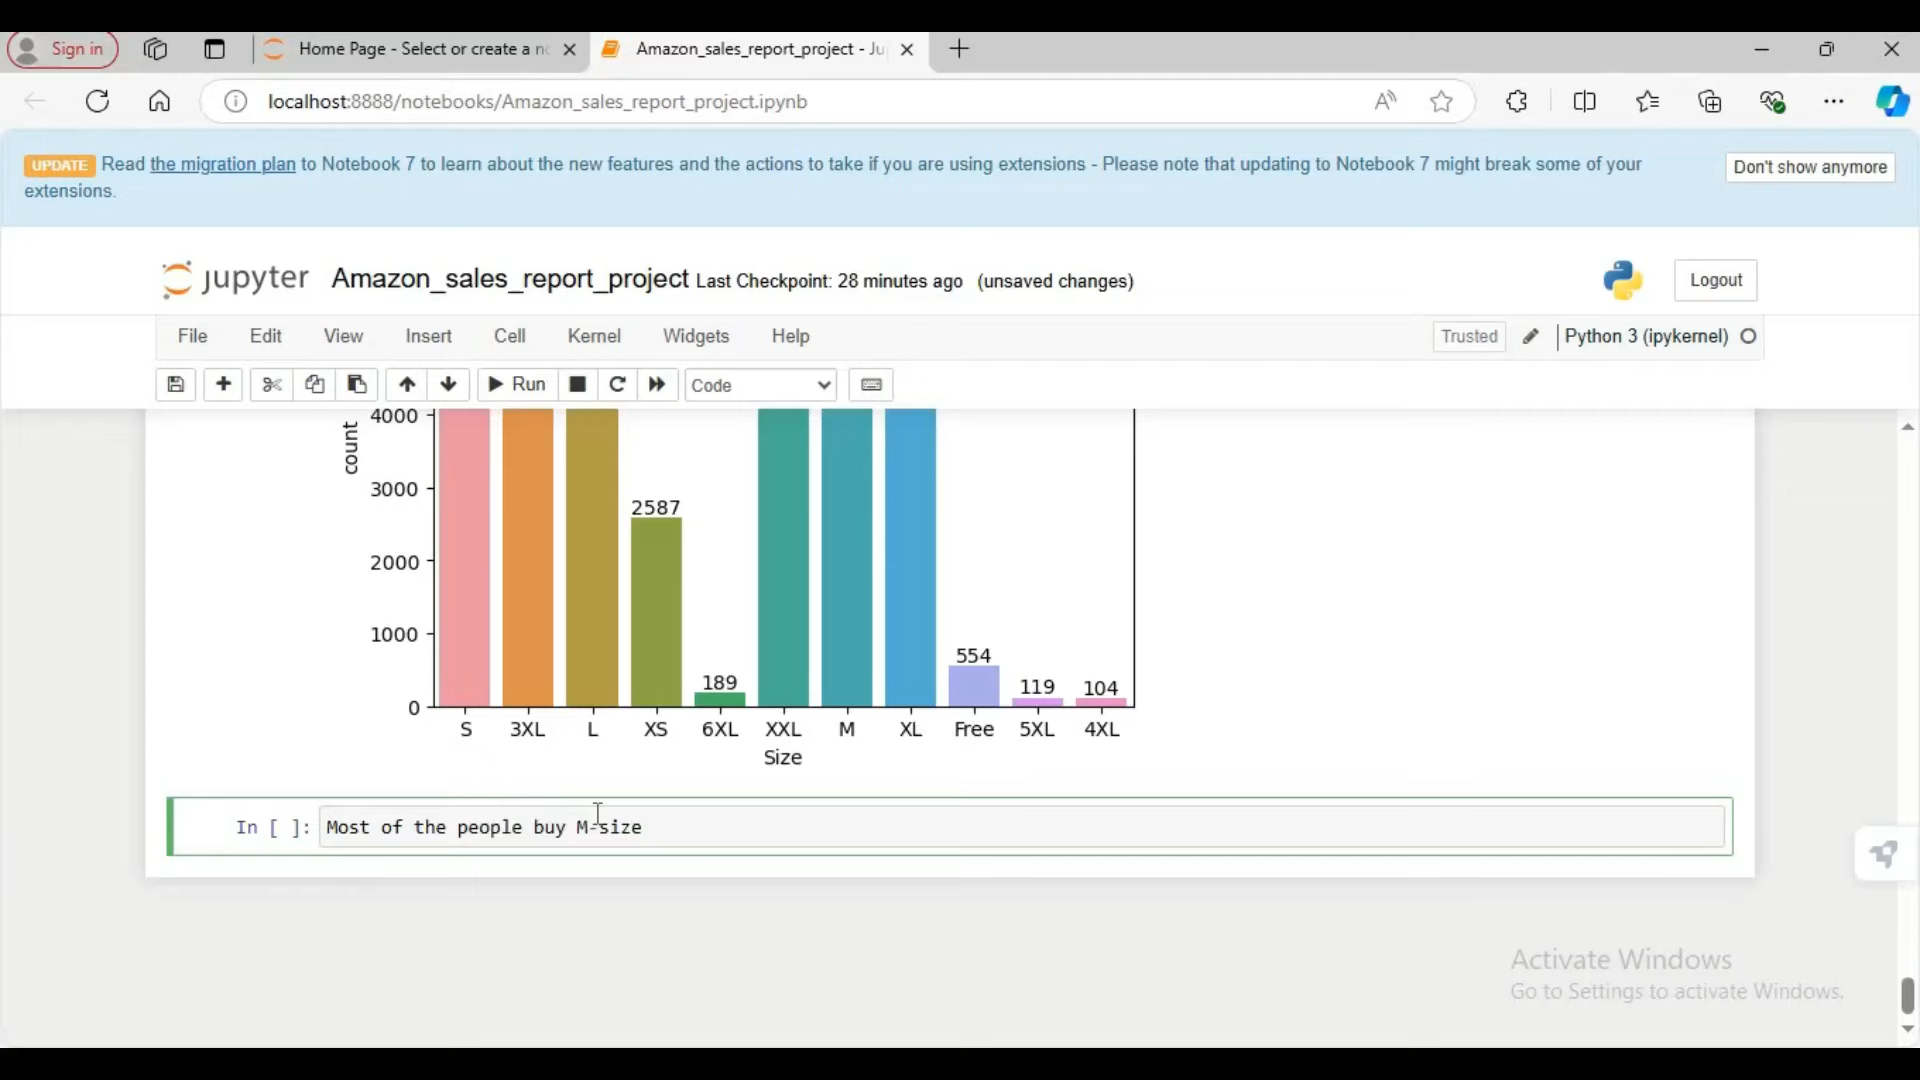 Sign in
Home Page - Select or create a no
Amazon_sales_report_project - Ju
localhost:8888/notebooks/Amazon_sales_report_project.ipynb
UPDATE Read the migration plan to Notebook 7 to learn about the new features and the actions to take if you are using extensions - Please note that updating to Notebook 7 might break some of your
extensions.
Don't show anymore
jupyter Amazon_sales_report_project Last Checkpoint: 28 minutes ago (unsaved changes)
Logout
File Edit View Insert Cell Kernel Widgets Help
Trusted
Python 3 (ipykernel)
Run
Code
4000
count
3000
2587
2000
1000
189
554
119
104
0
S 3XL L XS 6XL XXL M XL Free 5XL 4XL
Size
In [ ]: Most of the people buy M-size
Activate Windows
Go to Settings to activate Windows.